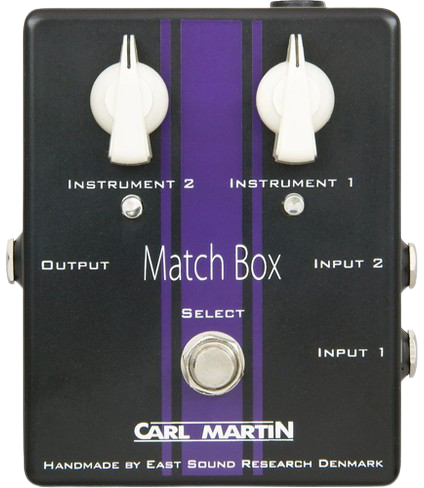 INSTRUMENT 2 INSTRUMENT 1
OUTPUT Match Box INPUT 2
SELECT
INPUT 1
CARL MARTIN
HANDMADE BY EAST SOUND RESEARCH DENMARK